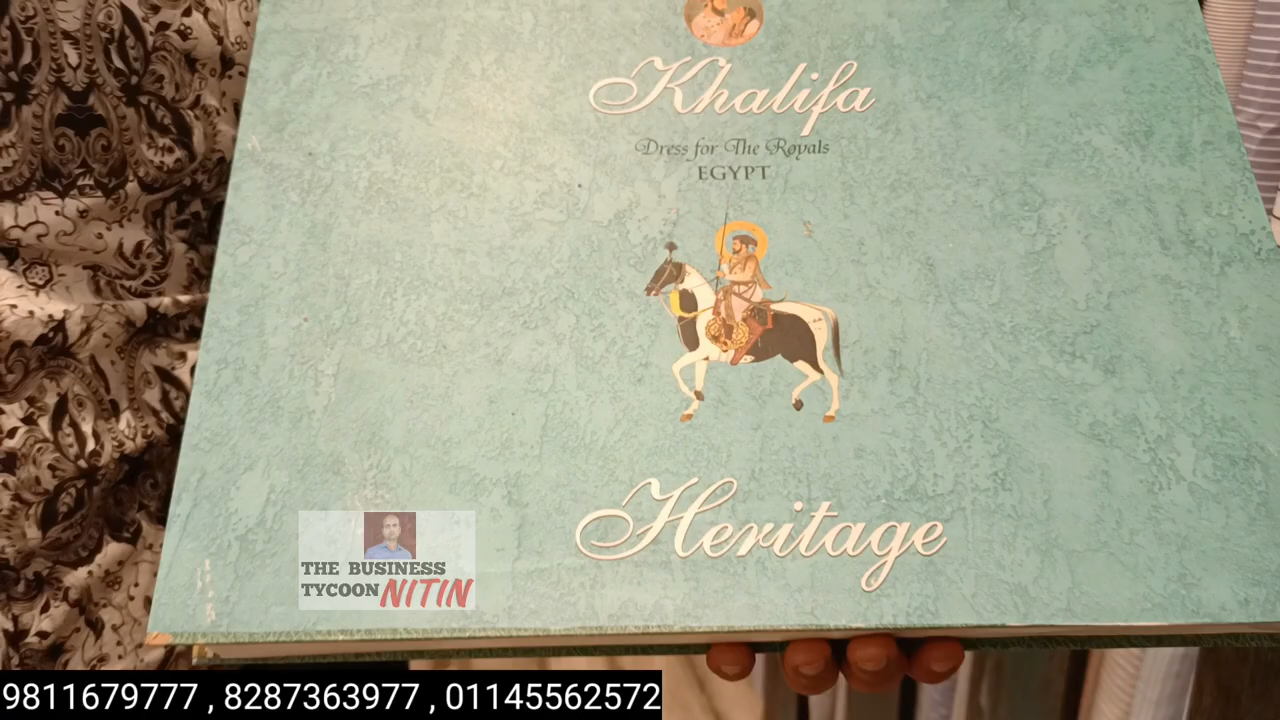 Khalifa
Dress for The Royals
EGYPT
Heritage
THE BUSINESS
TYCOON NITIN
9811679777 , 8287363977 , 01145562572